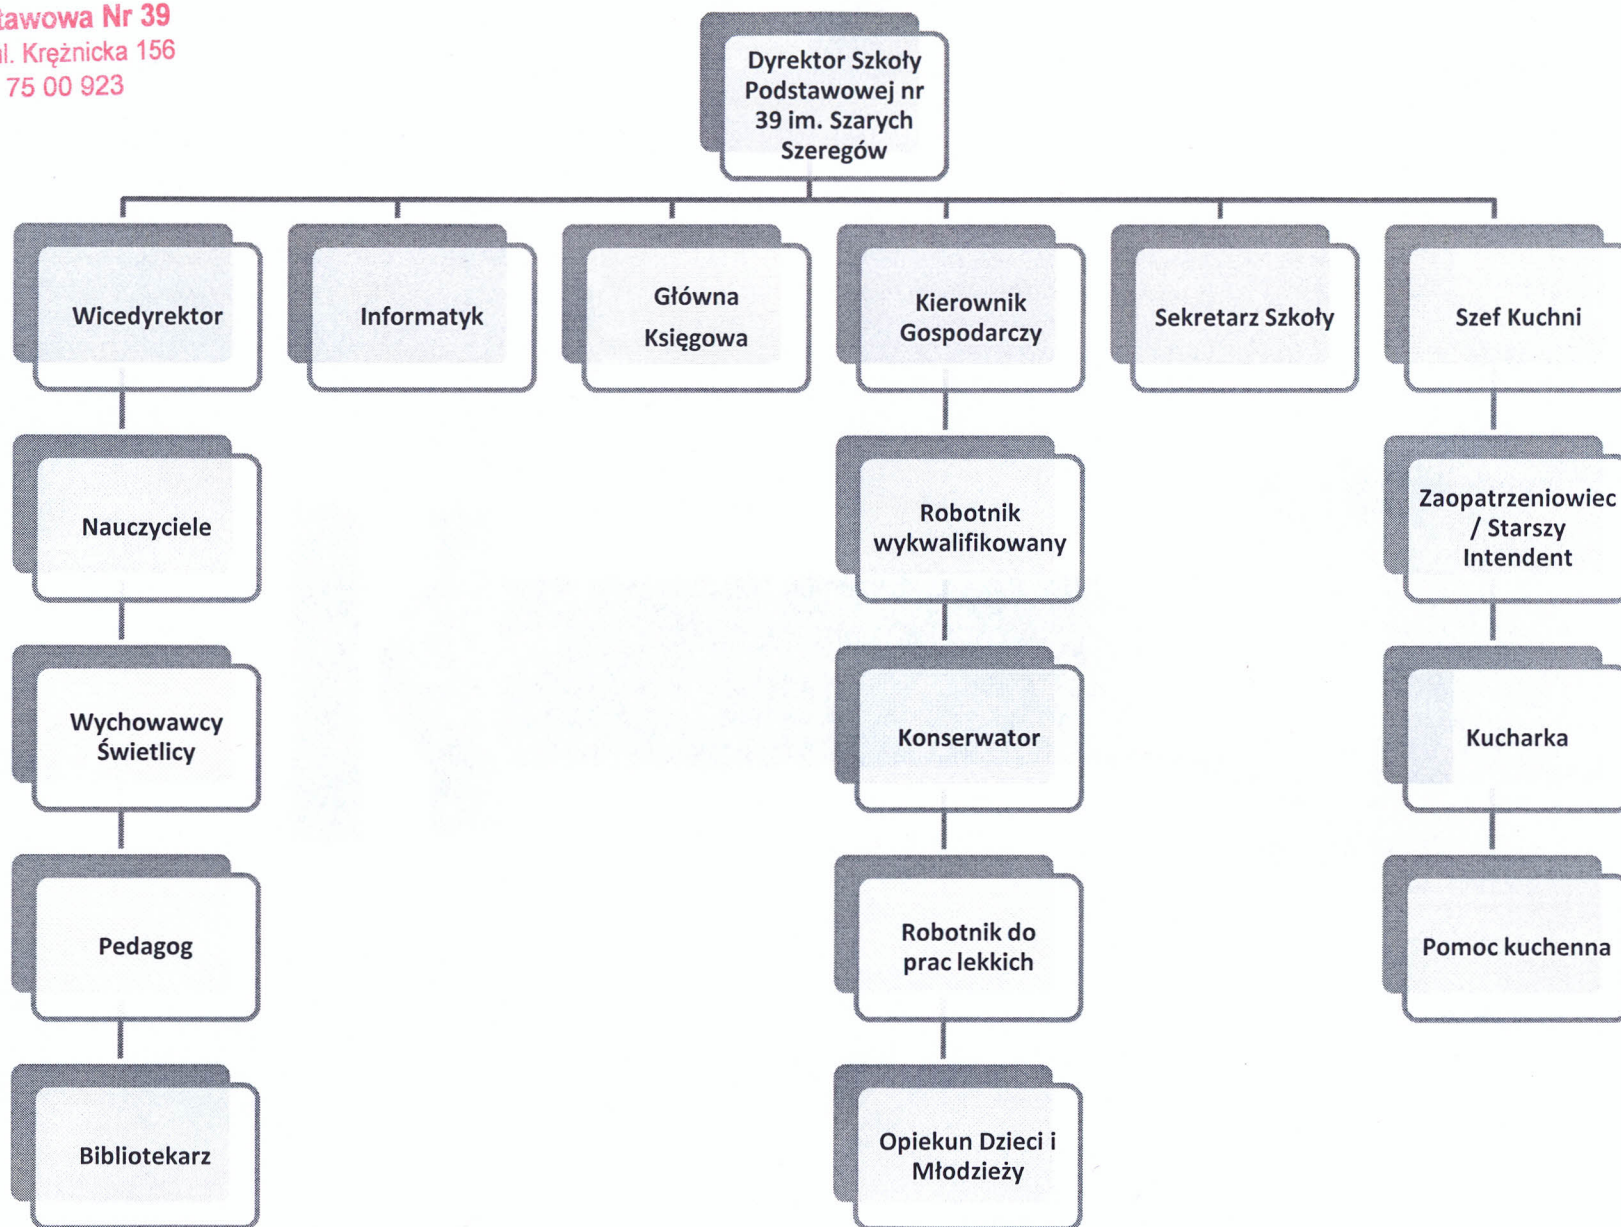 tawowa Nr 39
ul. Krężnicka 156
75 00 923
Dyrektor Szkoły
Podstawowej nr
39 im. Szarych
Szeregów
Wicedyrektor
Informatyk
Główna
Księgowa
Kierownik
Gospodarczy
Sekretarz Szkoły
Szef Kuchni
Nauczyciele
Robotnik
wykwalifikowany
Zaopatrzeniowiec
/ Starszy
Intendent
Wychowawcy
Świetlicy
Konserwator
Kucharka
Pedagog
Robotnik do
prac lekkich
Pomoc kuchenna
Bibliotekarz
Opiekun Dzieci i
Młodzieży